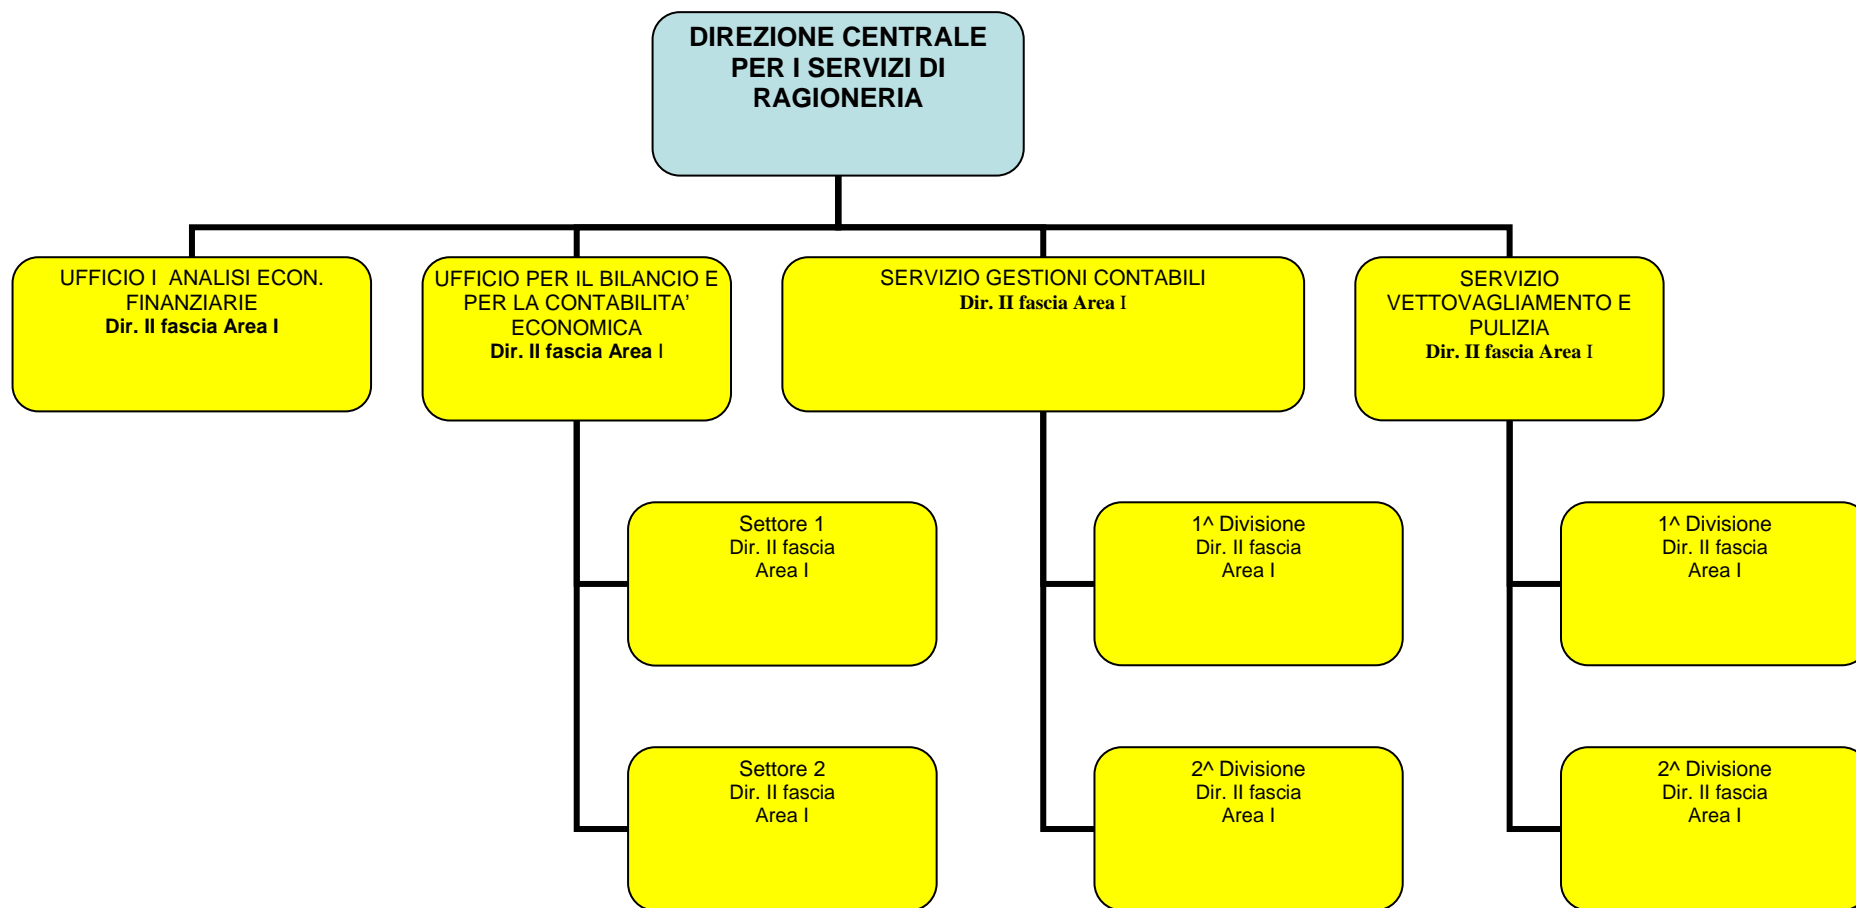 DIREZIONE CENTRALE
PER I SERVIZI DI
RAGIONERIA
UFFICIO I  ANALISI ECON.
FINANZIARIE
Dir. II fascia Area I
UFFICIO PER IL BILANCIO E
PER LA CONTABILITA’
ECONOMICA
Dir. II fascia Area I
SERVIZIO GESTIONI CONTABILI
Dir. II fascia Area I
SERVIZIO
VETTOVAGLIAMENTO E
PULIZIA
Dir. II fascia Area I
Settore 1
Dir. II fascia
Area I
1^ Divisione
Dir. II fascia
Area I
1^ Divisione
Dir. II fascia
Area I
Settore 2
Dir. II fascia
Area I
2^ Divisione
Dir. II fascia
Area I
2^ Divisione
Dir. II fascia
Area I